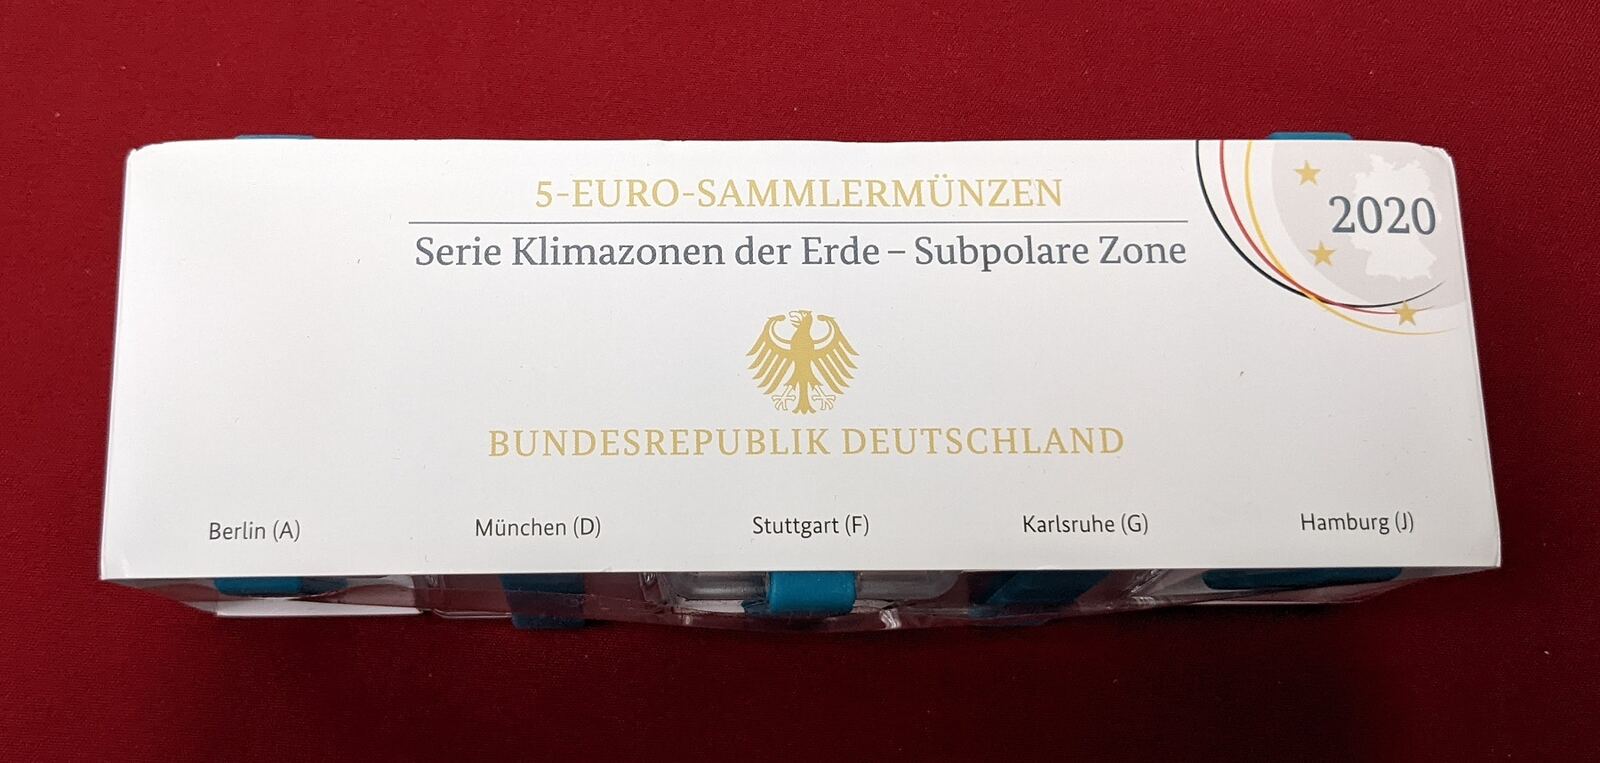 5-EURO-SAMMLERMÜNZEN
Serie Klimazonen der Erde – Subpolare Zone
2020
BUNDESREPUBLIK DEUTSCHLAND
Berlin (A) München (D) Stuttgart (F) Karlsruhe (G) Hamburg (J)